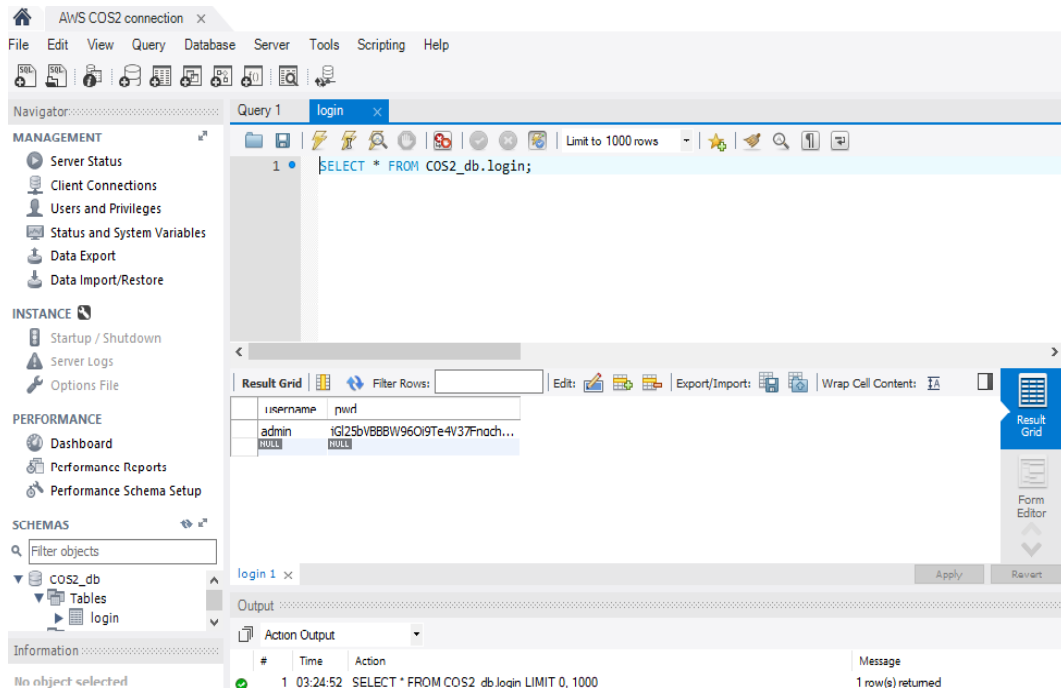 AWS COS2 connection ×
File Edit View Query Database Server Tools Scripting Help
Navigator
MANAGEMENT
Server Status
Client Connections
Users and Privileges
Status and System Variables
Data Export
Data Import/Restore
INSTANCE
Startup / Shutdown
Server Logs
Options File
PERFORMANCE
Dashboard
Performance Reports
Performance Schema Setup
SCHEMAS
Filter objects
COS2_db
Tables
login
Information
No object selected
Query 1 login ×
Limit to 1000 rows
1 SELECT * FROM COS2_db.login;
Result Grid Filter Rows: Edit: Export/Import: Wrap Cell Content:
username pwd
admin
NULL NULL
Result Grid
Form Editor
login 1 ×
Apply Revert
Output
Action Output
# Time Action Message
1 03:24:52 SELECT * FROM COS2_db.login LIMIT 0, 1000 1 row(s) returned